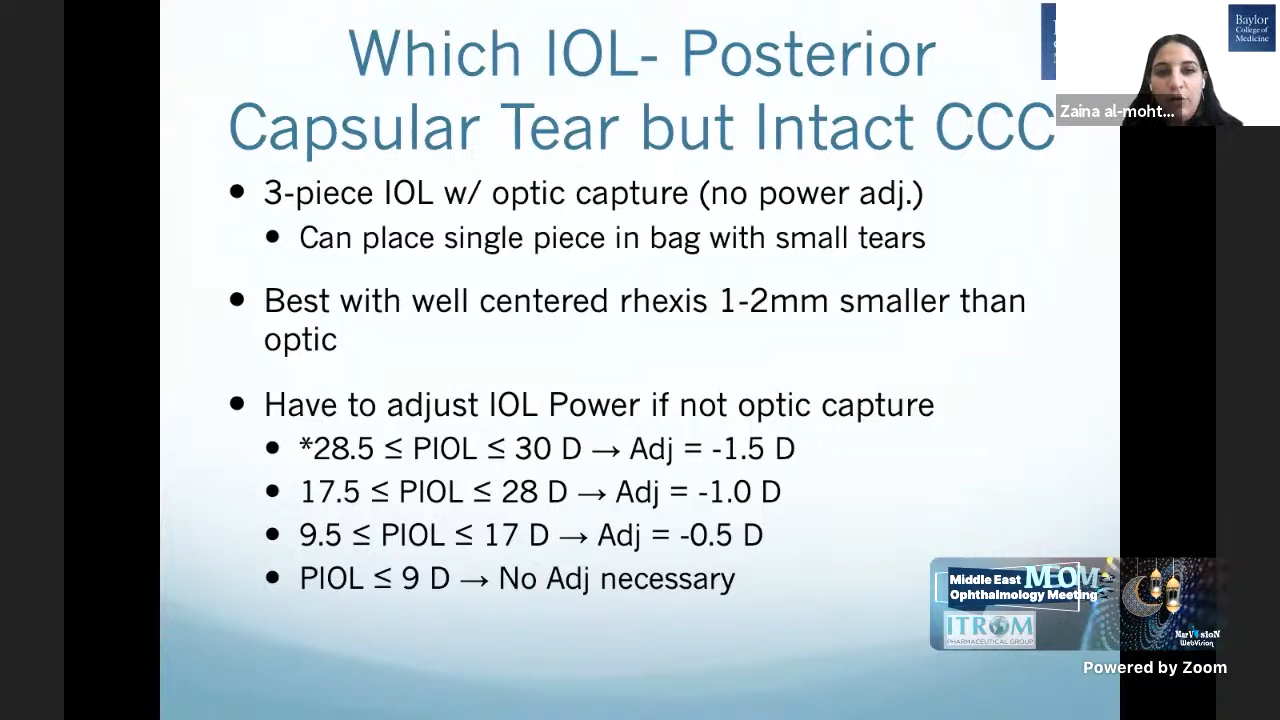 Which IOL- Posterior
Capsular Tear but Intact CCC
Baylor
College of
Medicine
Zaina al-moht...
• 3-piece IOL w/ optic capture (no power adj.)
• Can place single piece in bag with small tears
• Best with well centered rhexis 1-2mm smaller than
optic
• Have to adjust IOL Power if not optic capture
• *28.5 ≤ PIOL ≤ 30 D → Adj = -1.5 D
• 17.5 ≤ PIOL ≤ 28 D → Adj = -1.0 D
• 9.5 ≤ PIOL ≤ 17 D → Adj = -0.5 D
• PIOL ≤ 9 D → No Adj necessary
Middle East MEOM
Ophthalmology Meeting
ITROM
PHARMACEUTICAL GROUP
WebVision
Powered by Zoom